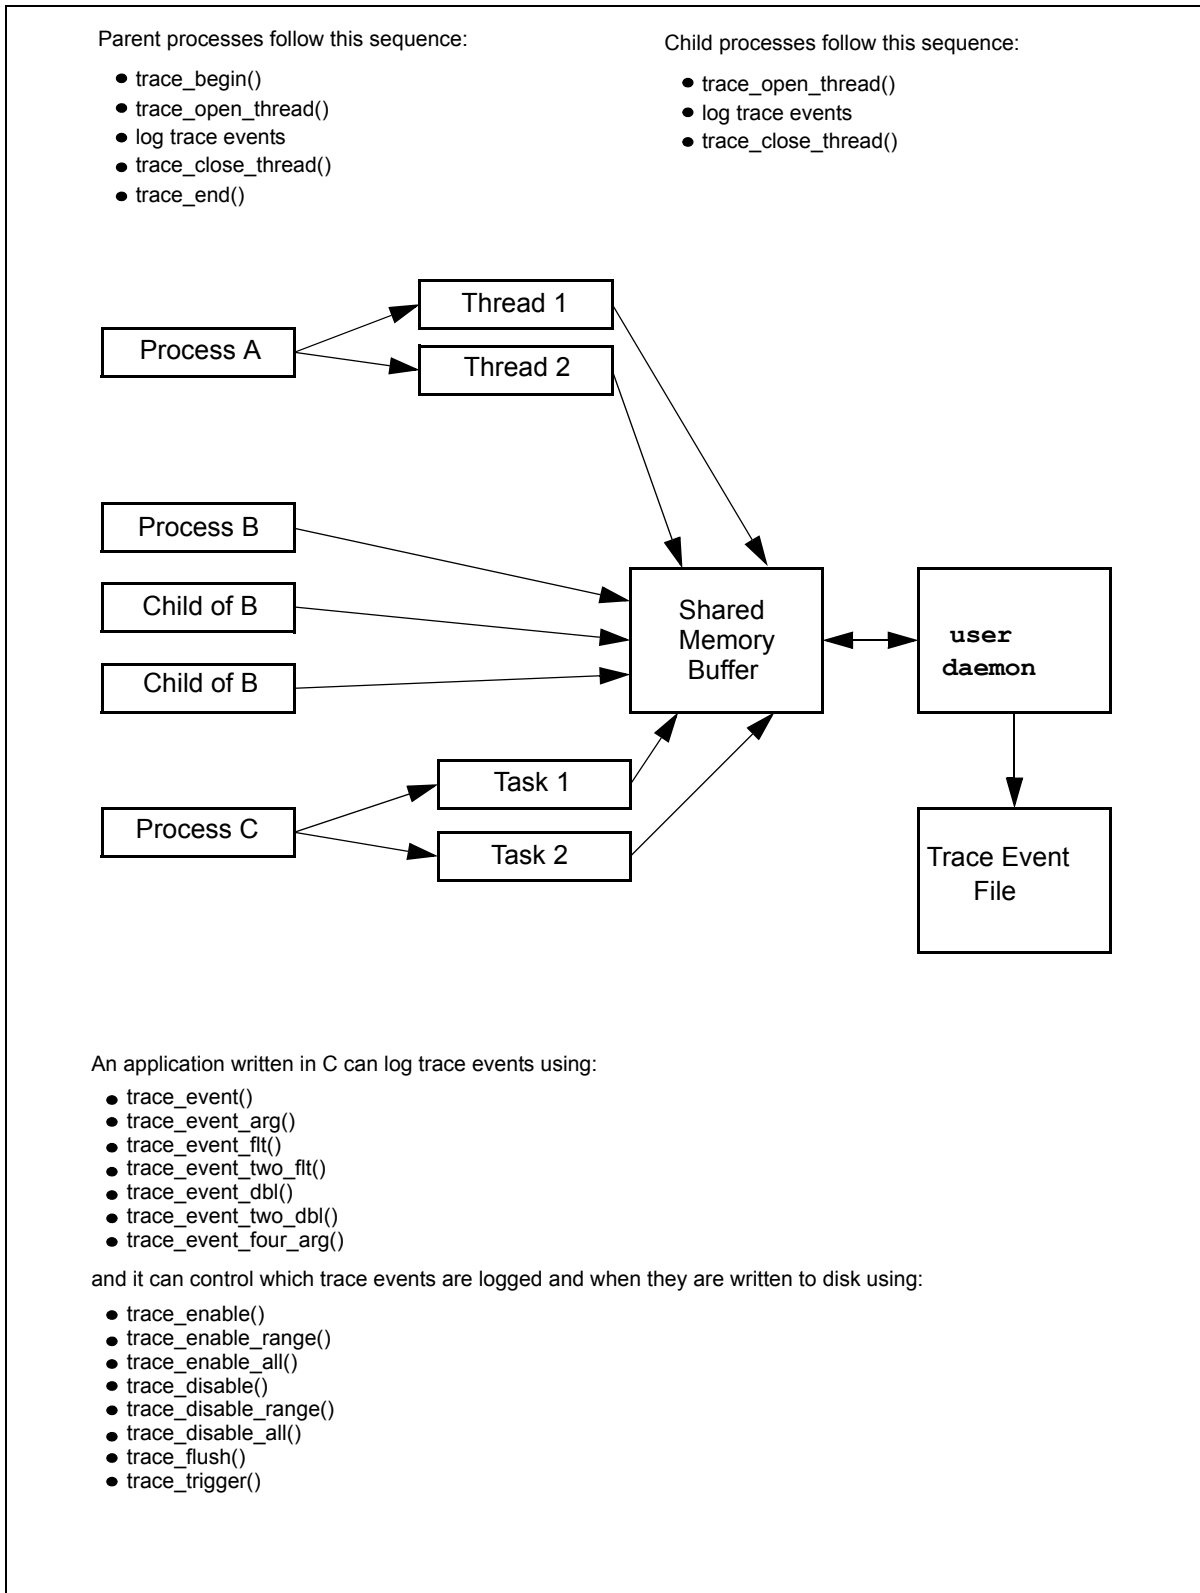 Parent processes follow this sequence:
● trace_begin()
● trace_open_thread()
● log trace events
● trace_close_thread()
● trace_end()
Child processes follow this sequence:
● trace_open_thread()
● log trace events
● trace_close_thread()
Process A
Thread 1
Thread 2
Process B
Child of B
Child of B
Shared
Memory
Buffer
user
daemon
Process C
Task 1
Task 2
Trace Event
File
An application written in C can log trace events using:
● trace_event()
● trace_event_arg()
● trace_event_flt()
● trace_event_two_flt()
● trace_event_dbl()
● trace_event_two_dbl()
● trace_event_four_arg()
and it can control which trace events are logged and when they are written to disk using:
● trace_enable()
● trace_enable_range()
● trace_enable_all()
● trace_disable()
● trace_disable_range()
● trace_disable_all()
● trace_flush()
● trace_trigger()